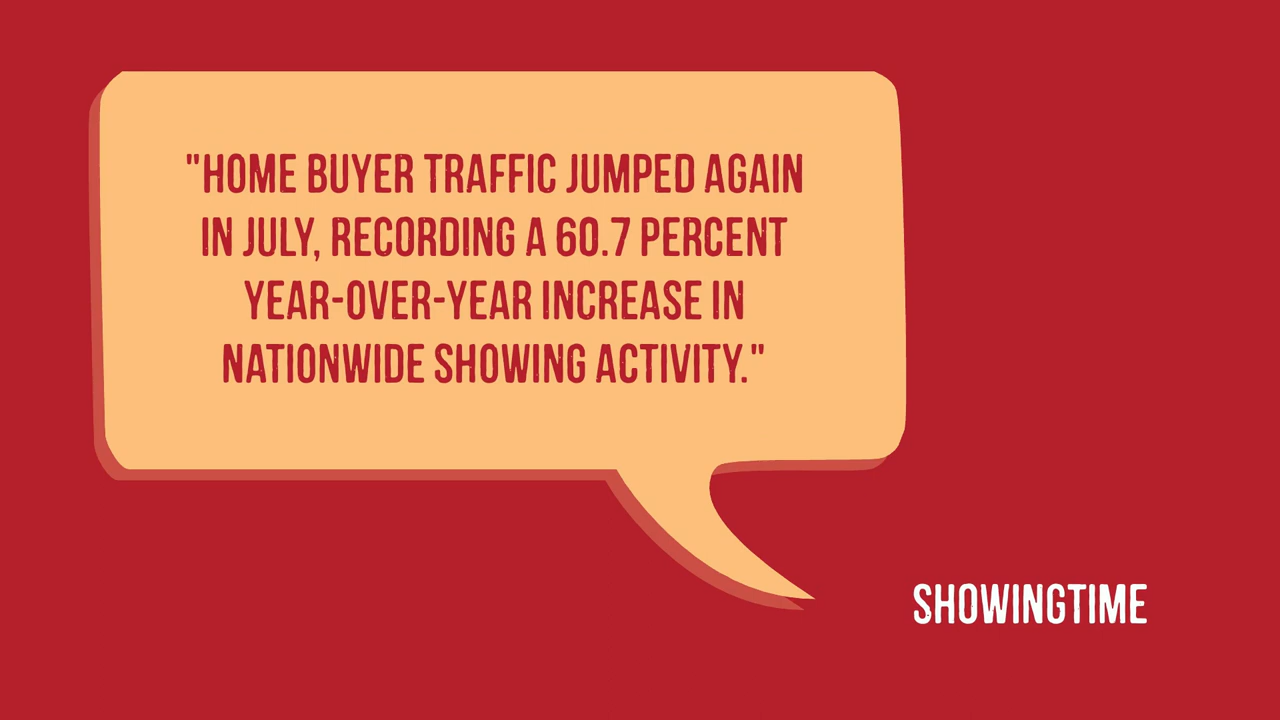 "HOME BUYER TRAFFIC JUMPED AGAIN
IN JULY, RECORDING A 60.7 PERCENT
YEAR-OVER-YEAR INCREASE IN
NATIONWIDE SHOWING ACTIVITY."
SHOWINGTIME